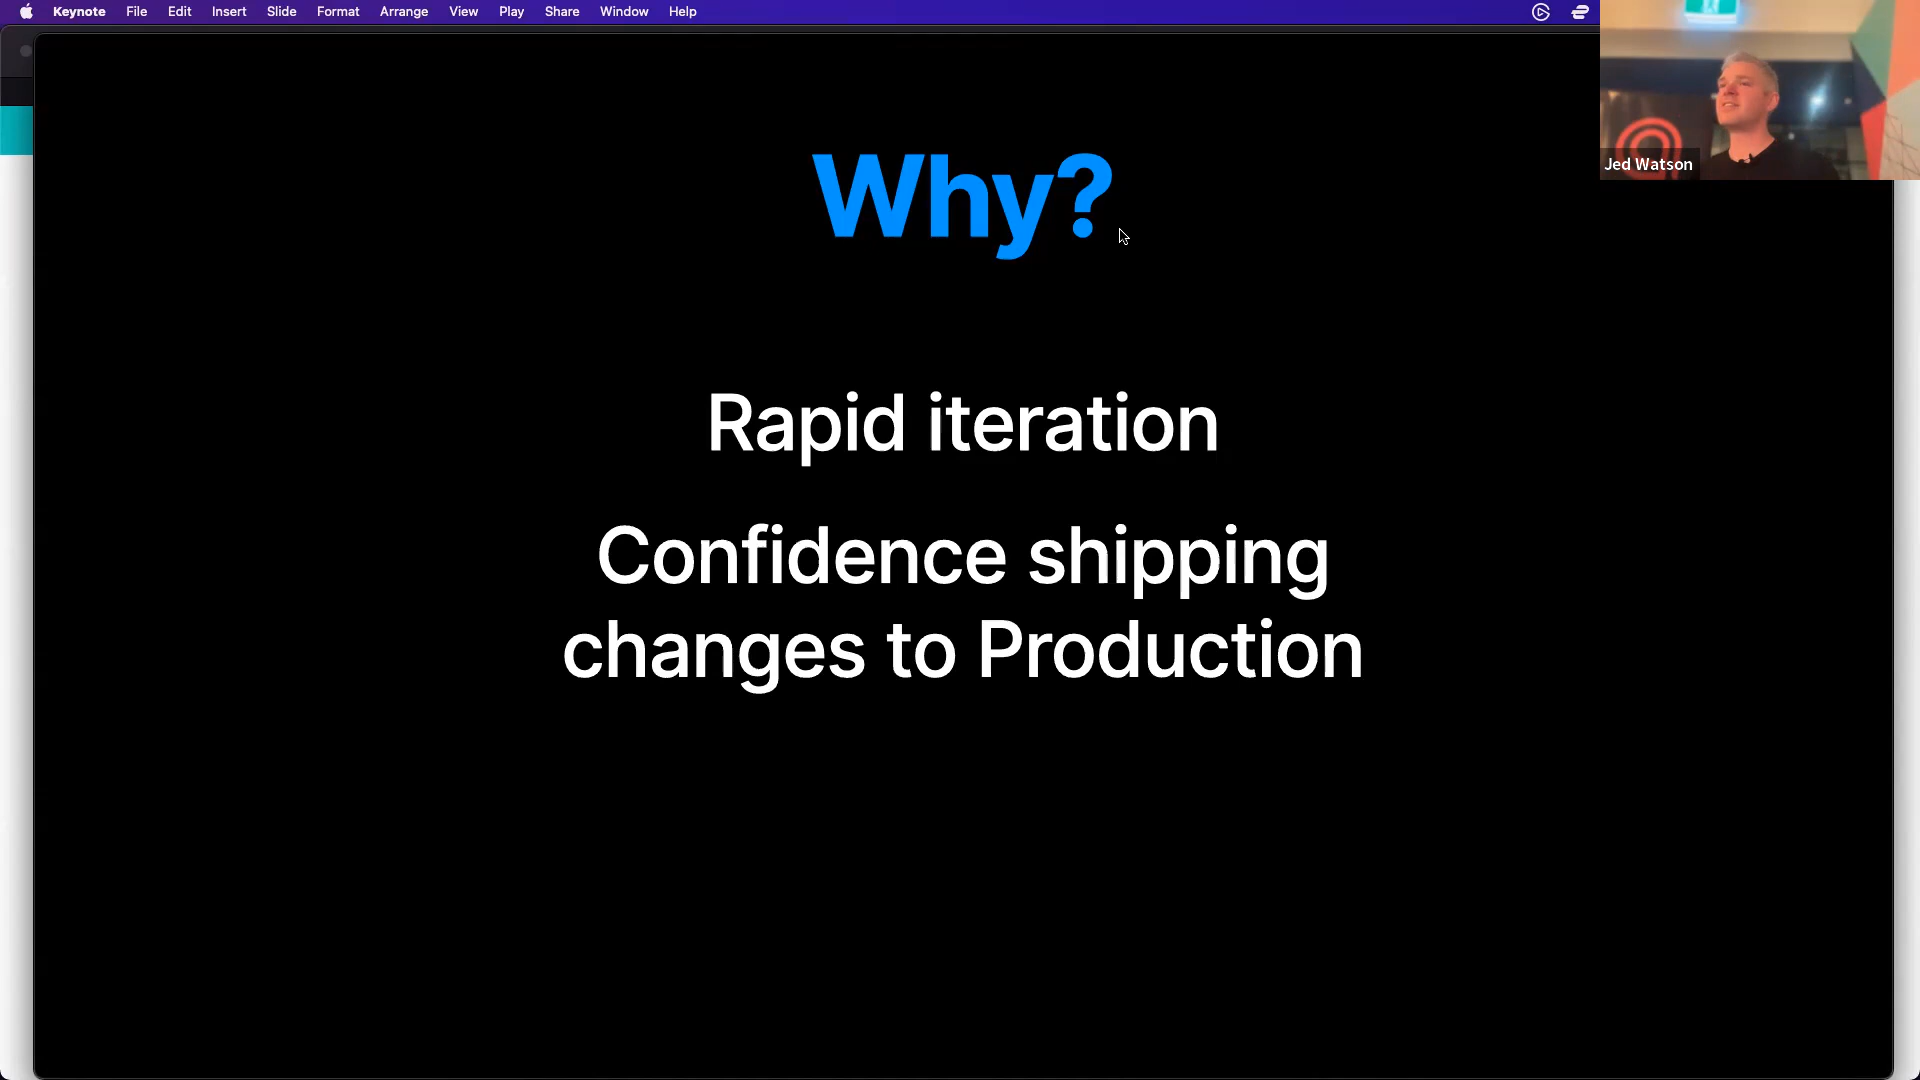 Keynote File Edit Insert Slide Format Arrange View Play Share Window Help
Jed Watson
Why?
Rapid iteration
Confidence shipping
changes to Production